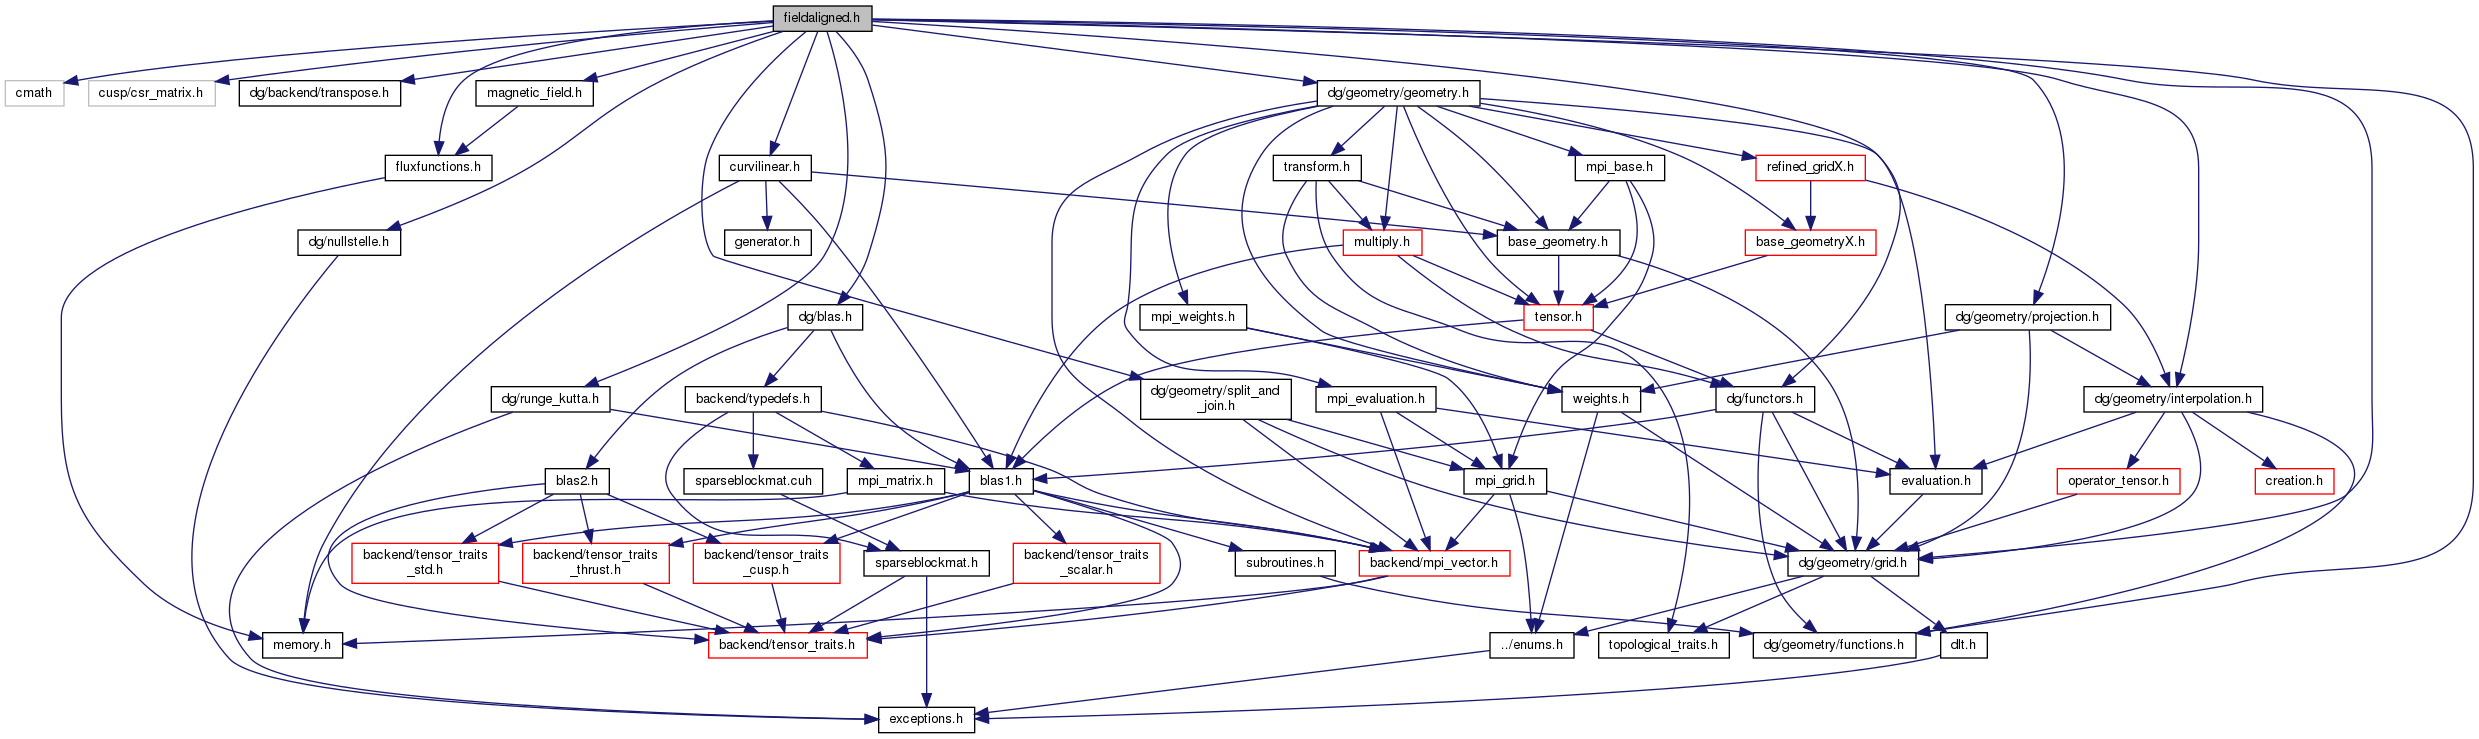 fieldaligned.h
cmath
cusp/csr_matrix.h
dg/backend/transpose.h
magnetic_field.h
dg/geometry/geometry.h
fluxfunctions.h
curvilinear.h
transform.h
mpi_base.h
refined_gridX.h
dg/nullstelle.h
generator.h
multiply.h
base_geometry.h
base_geometryX.h
dg/blas.h
mpi_weights.h
tensor.h
dg/geometry/projection.h
dg/runge_kutta.h
backend/typedefs.h
dg/geometry/split_and
_join.h
mpi_evaluation.h
weights.h
dg/functors.h
dg/geometry/interpolation.h
blas2.h
sparseblockmat.cuh
mpi_matrix.h
blas1.h
mpi_grid.h
evaluation.h
operator_tensor.h
creation.h
backend/tensor_traits
_std.h
backend/tensor_traits
_thrust.h
backend/tensor_traits
_cusp.h
sparseblockmat.h
backend/tensor_traits
_scalar.h
subroutines.h
backend/mpi_vector.h
dg/geometry/grid.h
memory.h
backend/tensor_traits.h
../enums.h
topological_traits.h
dg/geometry/functions.h
dlt.h
exceptions.h